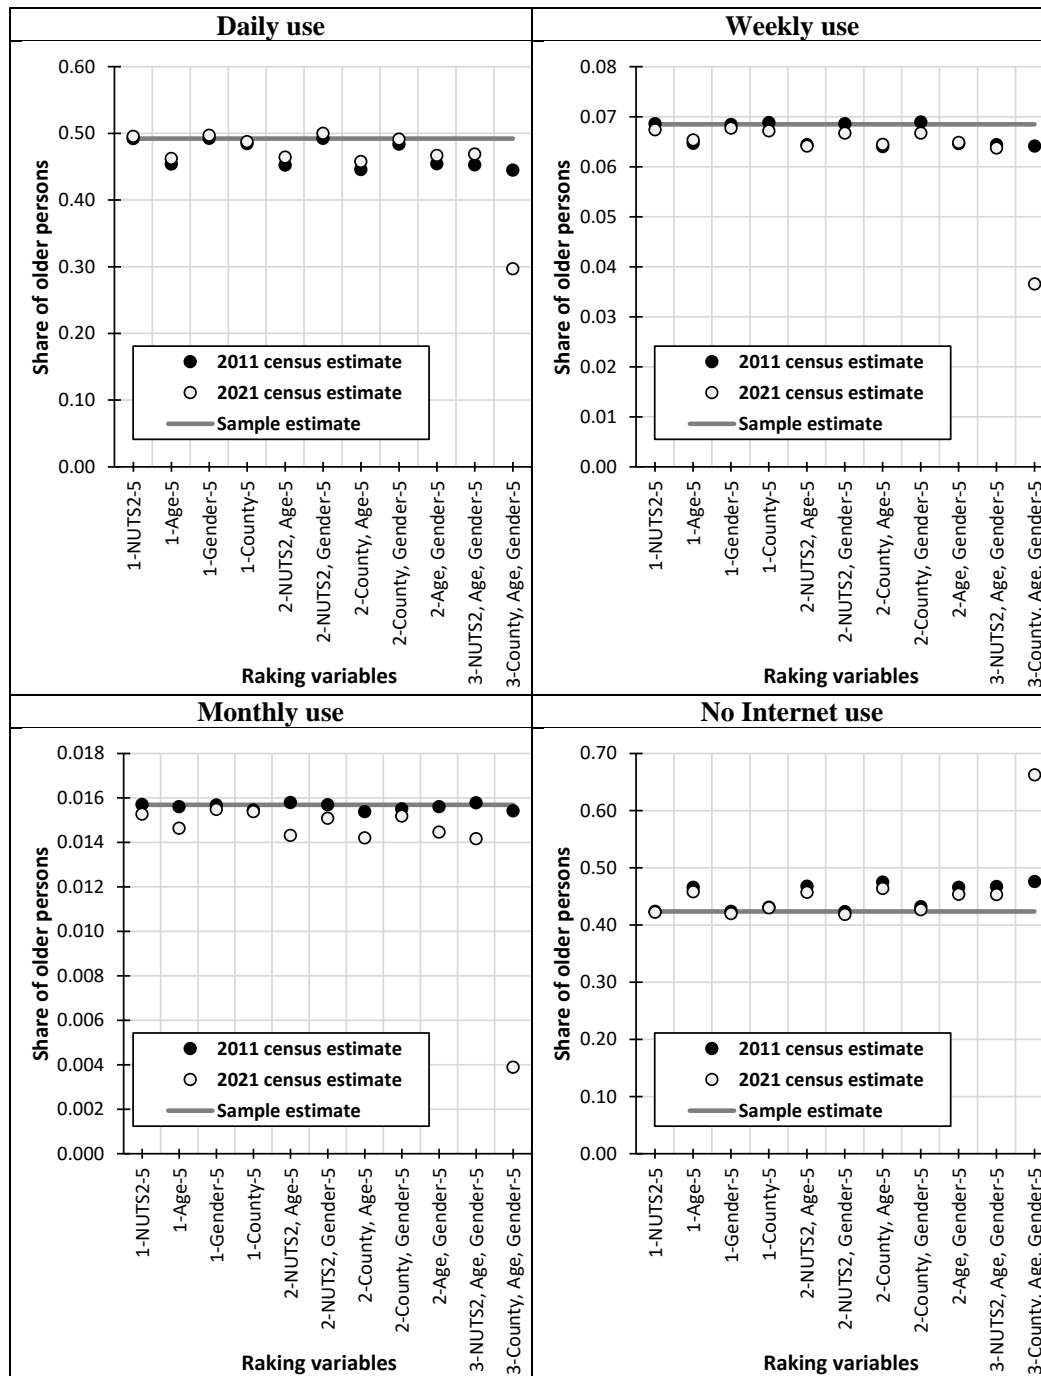 Daily use
Share of older persons
0.60
0.50
0.40
0.30
0.20
0.10
0.00
2011 census estimate
2021 census estimate
Sample estimate
1-NUTS2-5
1-Age-5
1-Gender-5
1-County-5
2-NUTS2, Age-5
2-NUTS2, Gender-5
2-County, Age-5
2-County, Gender-5
2-Age, Gender-5
3-NUTS2, Age, Gender-5
3-County, Age, Gender-5
Raking variables
Weekly use
Share of older persons
0.08
0.07
0.06
0.05
0.04
0.03
0.02
0.01
0.00
2011 census estimate
2021 census estimate
Sample estimate
1-NUTS2-5
1-Age-5
1-Gender-5
1-County-5
2-NUTS2, Age-5
2-NUTS2, Gender-5
2-County, Age-5
2-County, Gender-5
2-Age, Gender-5
3-NUTS2, Age, Gender-5
3-County, Age, Gender-5
Raking variables
Monthly use
Share of older persons
0.018
0.016
0.014
0.012
0.010
0.008
0.006
0.004
0.002
0.000
2011 census estimate
2021 census estimate
Sample estimate
1-NUTS2-5
1-Age-5
1-Gender-5
1-County-5
2-NUTS2, Age-5
2-NUTS2, Gender-5
2-County, Age-5
2-County, Gender-5
2-Age, Gender-5
3-NUTS2, Age, Gender-5
3-County, Age, Gender-5
Raking variables
No Internet use
Share of older persons
0.70
0.60
0.50
0.40
0.30
0.20
0.10
0.00
2011 census estimate
2021 census estimate
Sample estimate
1-NUTS2-5
1-Age-5
1-Gender-5
1-County-5
2-NUTS2, Age-5
2-NUTS2, Gender-5
2-County, Age-5
2-County, Gender-5
2-Age, Gender-5
3-NUTS2, Age, Gender-5
3-County, Age, Gender-5
Raking variables